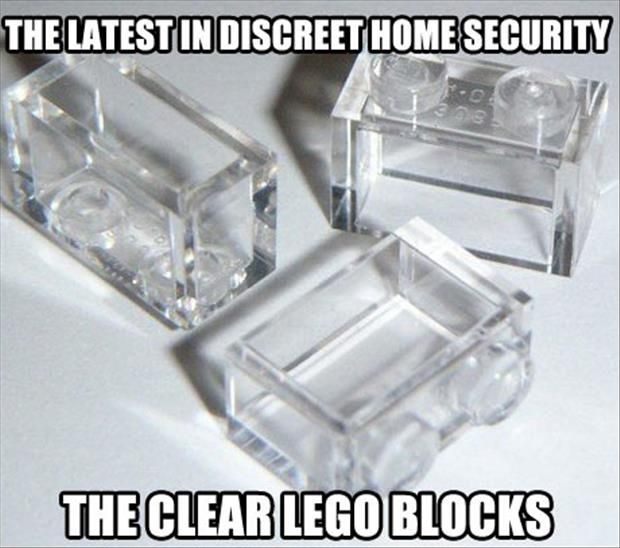 THE LATEST IN DISCREET HOME SECURITY
THE CLEAR LEGO BLOCKS